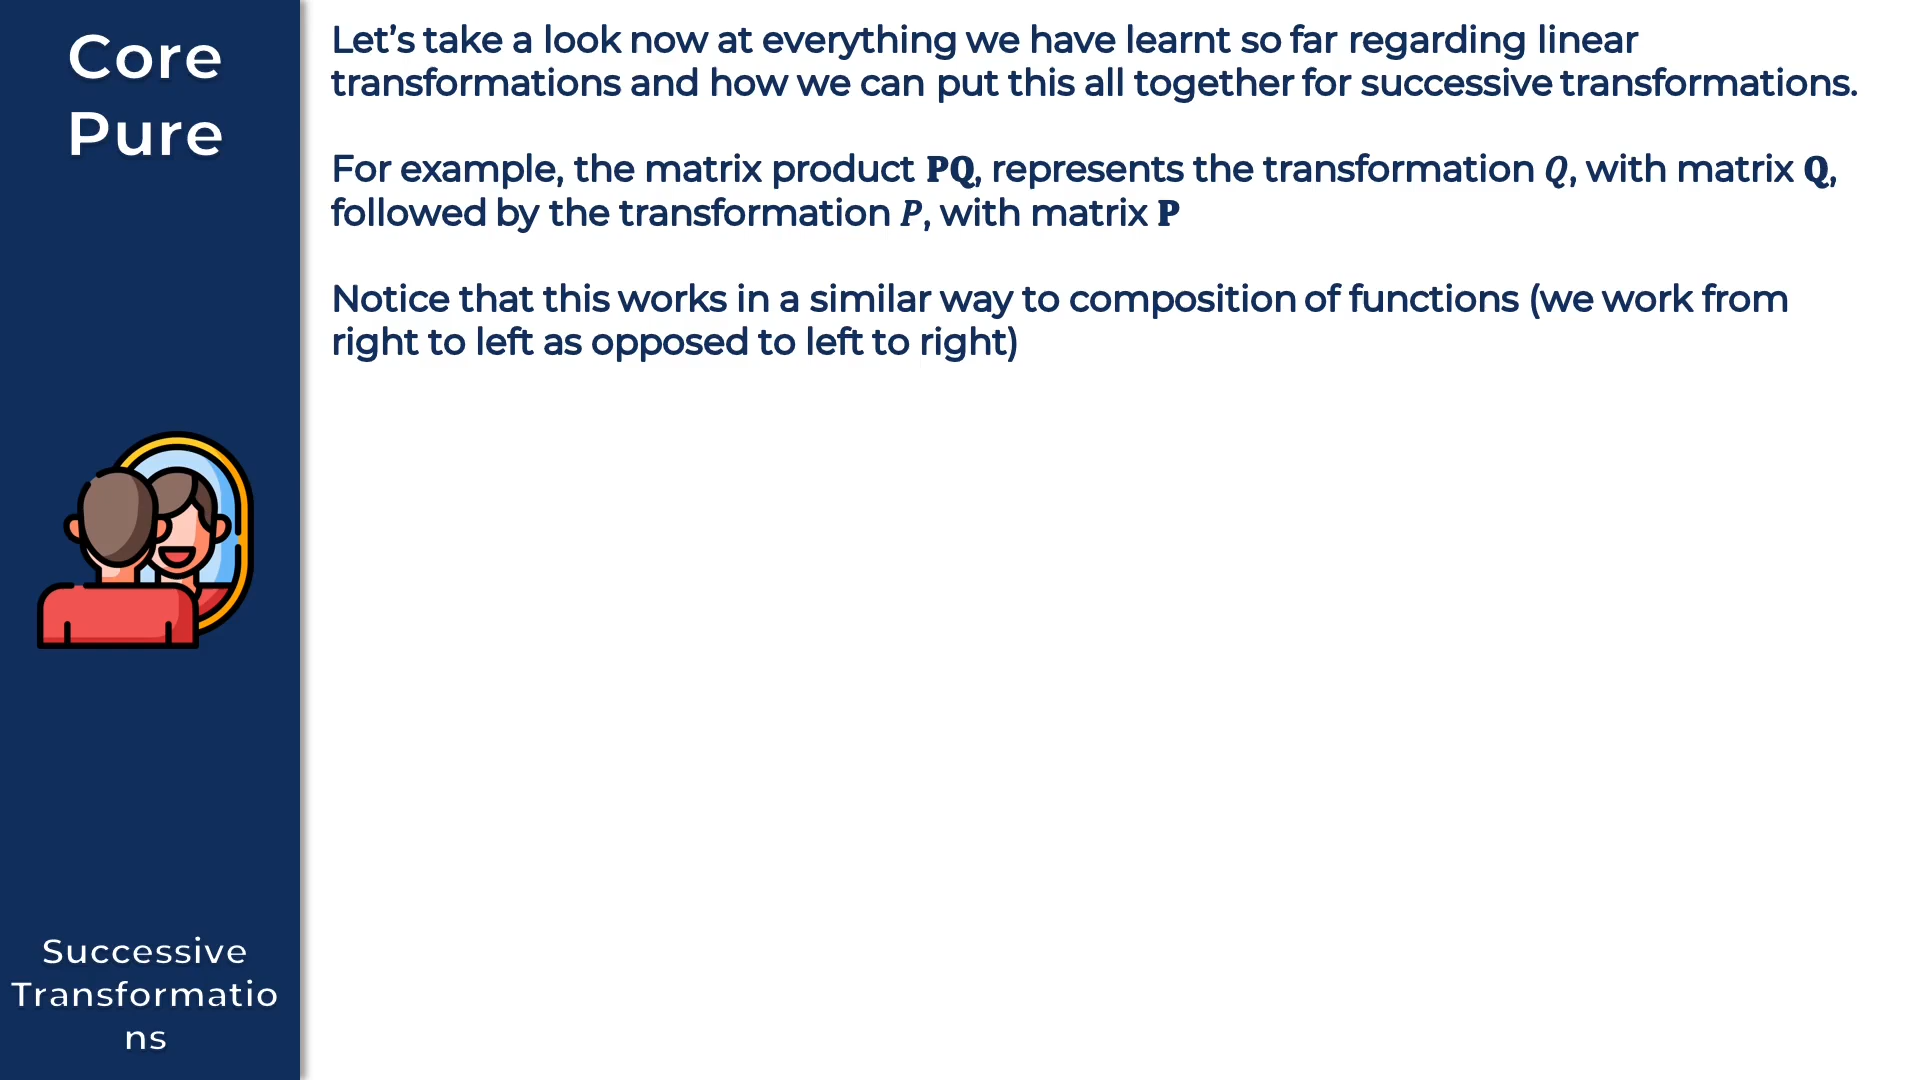 Core
Pure
Let’s take a look now at everything we have learnt so far regarding linear
transformations and how we can put this all together for successive transformations.
For example, the matrix product PQ, represents the transformation Q, with matrix Q,
followed by the transformation P, with matrix P
Notice that this works in a similar way to composition of functions (we work from
right to left as opposed to left to right)
Successive
Transformatio
ns